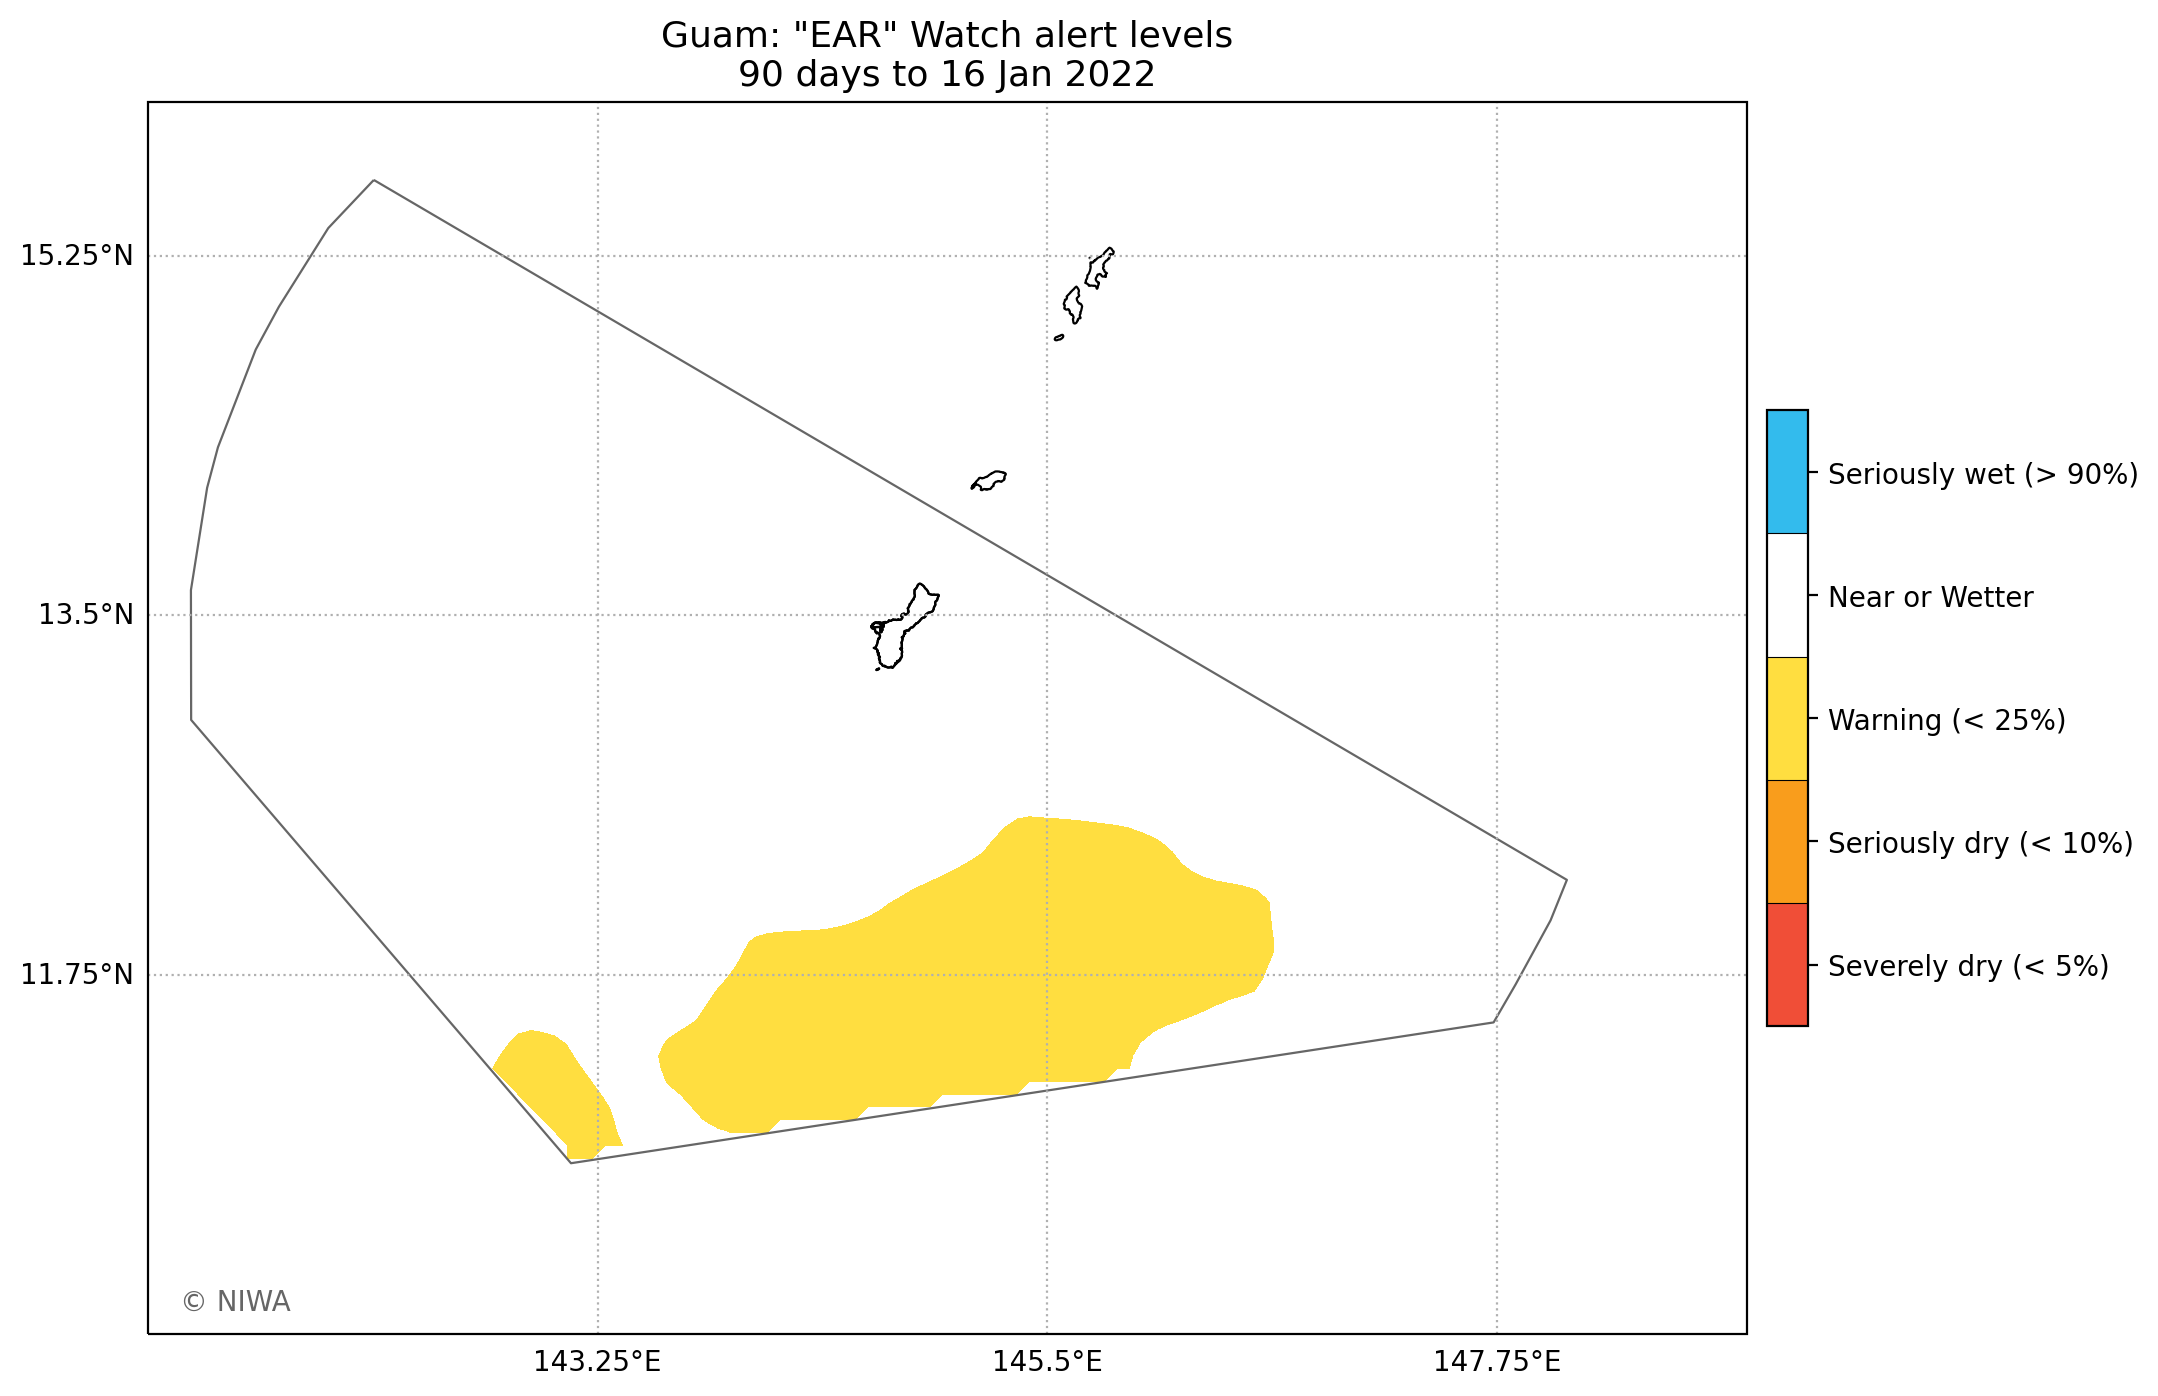 Guam: "EAR" Watch alert levels
90 days to 16 Jan 2022
15.25°N
13.5°N
11.75°N
143.25°E
145.5°E
147.75°E
Seriously wet (> 90%)
Near or Wetter
Warning (< 25%)
Seriously dry (< 10%)
Severely dry (< 5%)
© NIWA